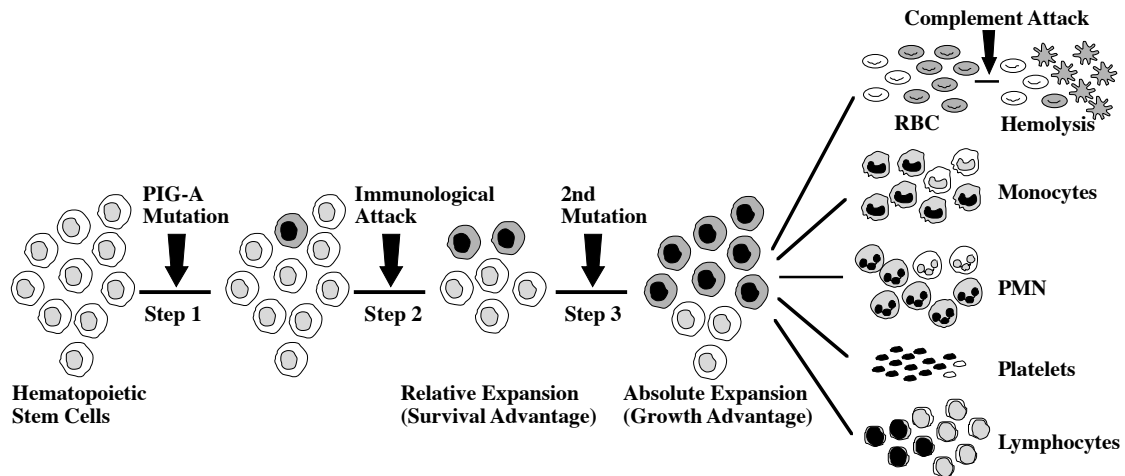 Complement Attack
RBC
Hemolysis
PIG-A
Mutation
Immunological
Attack
2nd
Mutation
Monocytes
Step 1
Step 2
Step 3
PMN
Hematopoietic
Stem Cells
Relative Expansion
(Survival Advantage)
Absolute Expansion
(Growth Advantage)
Platelets
Lymphocytes